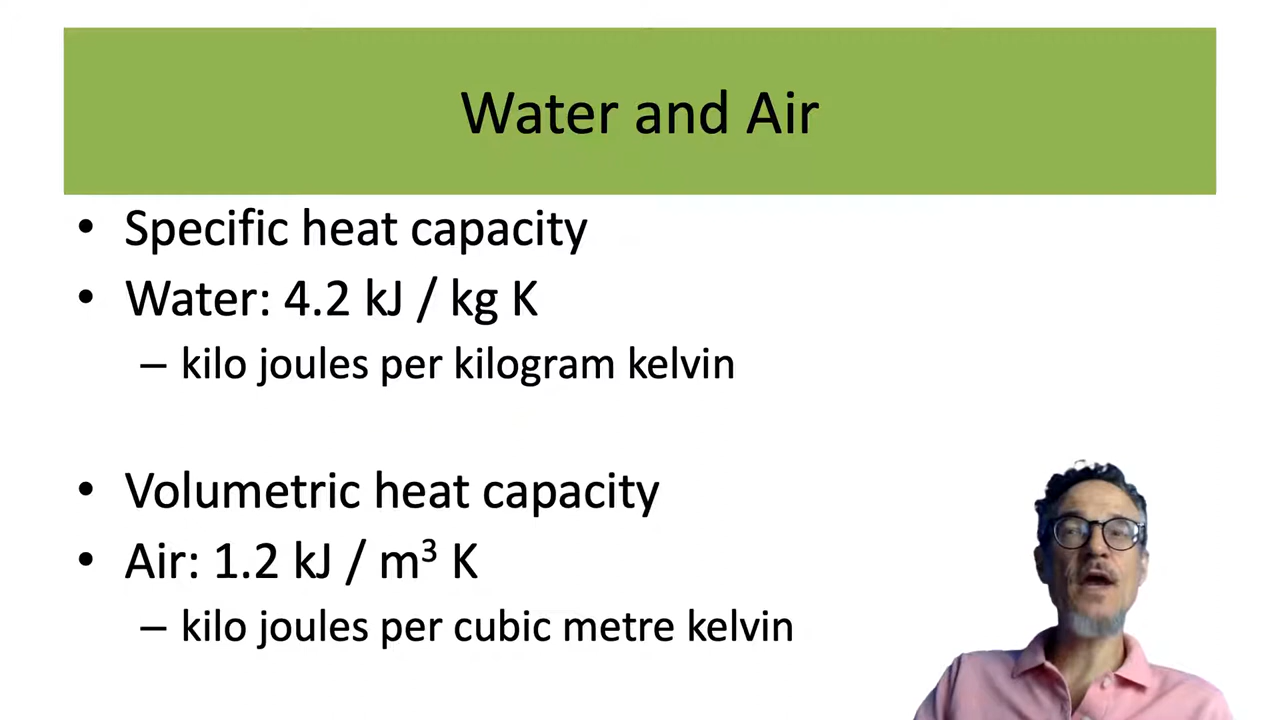 Water and Air
• Specific heat capacity
• Water: 4.2 kJ / kg K
– kilo joules per kilogram kelvin
• Volumetric heat capacity
• Air: 1.2 kJ / m³ K
– kilo joules per cubic metre kelvin